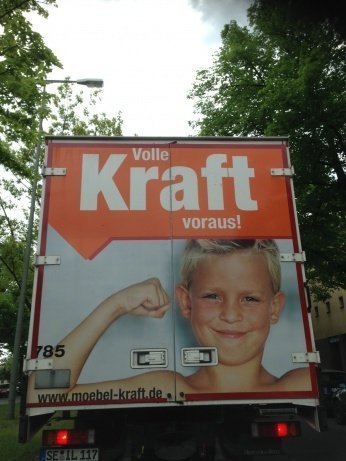 Volle
Kraft
voraus!
785
www.moebel-kraft.de
SE IL 117